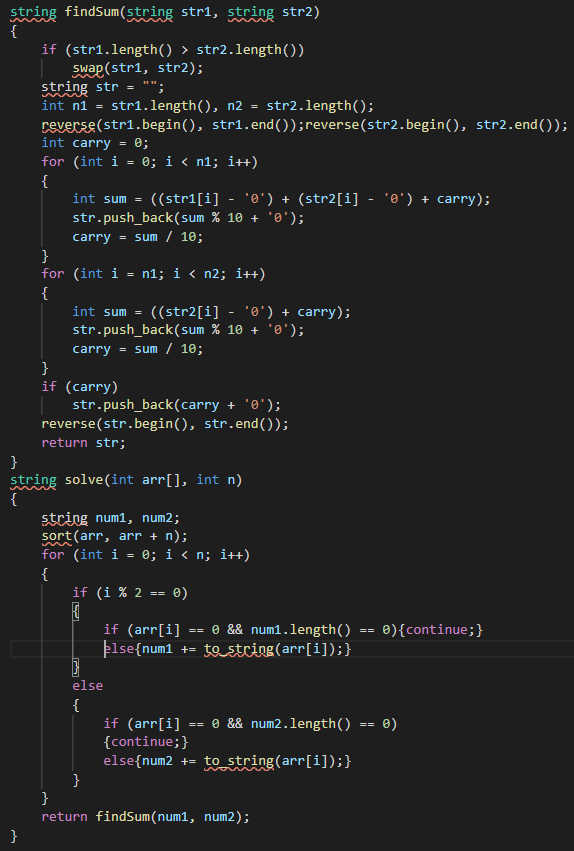 string findSum(string str1, string str2)
{
    if (str1.length() > str2.length())
        swap(str1, str2);
    string str = "";
    int n1 = str1.length(), n2 = str2.length();
    reverse(str1.begin(), str1.end());reverse(str2.begin(), str2.end());
    int carry = 0;
    for (int i = 0; i < n1; i++)
    {
        int sum = ((str1[i] - '0') + (str2[i] - '0') + carry);
        str.push_back(sum % 10 + '0');
        carry = sum / 10;
    }
    for (int i = n1; i < n2; i++)
    {
        int sum = ((str2[i] - '0') + carry);
        str.push_back(sum % 10 + '0');
        carry = sum / 10;
    }
    if (carry)
        str.push_back(carry + '0');
    reverse(str.begin(), str.end());
    return str;
}
string solve(int arr[], int n)
{
    string num1, num2;
    sort(arr, arr + n);
    for (int i = 0; i < n; i++)
    {
        if (i % 2 == 0)
        {
            if (arr[i] == 0 && num1.length() == 0){continue;}
            else{num1 += to_string(arr[i]);}
        }
        else
        {
            if (arr[i] == 0 && num2.length() == 0)
            {continue;}
            else{num2 += to_string(arr[i]);}
        }
    }
    return findSum(num1, num2);
}